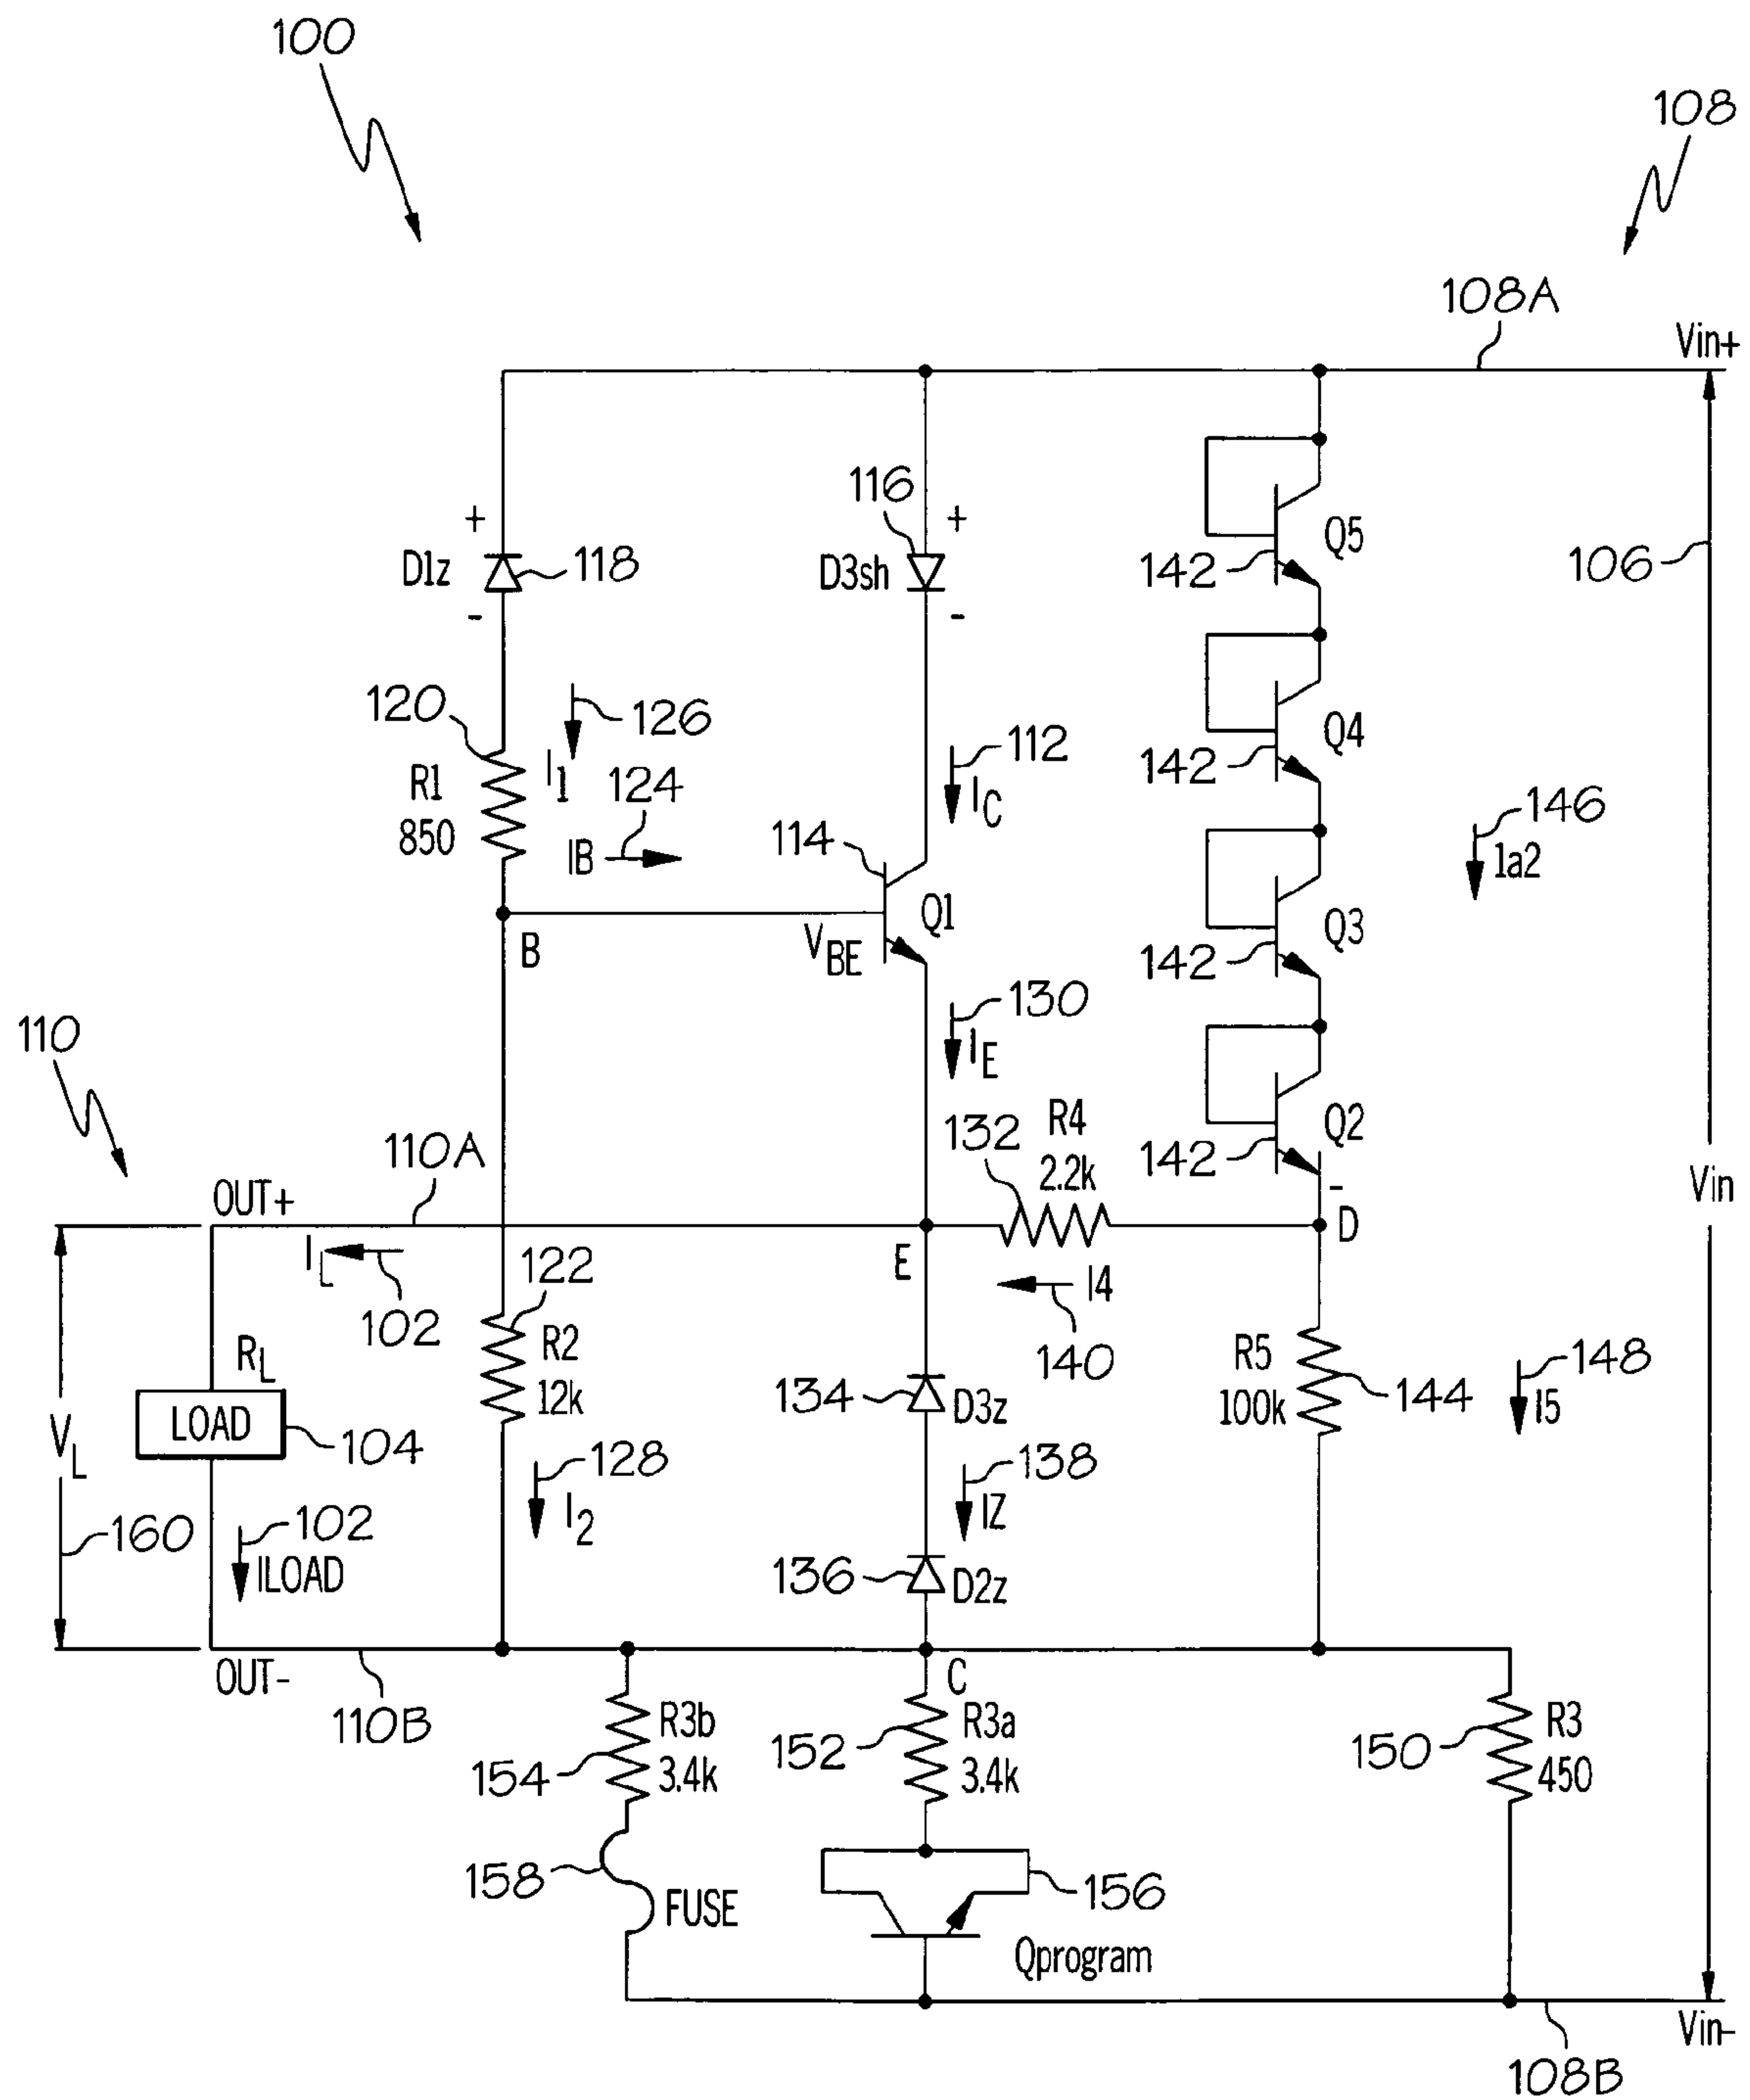 100
108
108A
Vin+
116
+
+
Q5
D1z
118
D3sh
142
106
-
-
120
126
Q4
112
142
R1
I1
124
850
IC
146
114
1a2
IB
Q1
Q3
B
VBE
142
130
110
IE
R4
Q2
110A
132
2.2k
142
-
Vin
OUT+
D
IL
122
E
I4
102
R2
140
R5
148
RL
12k
134
D3z
100k
144
I5
LOAD
104
VL
128
138
102
I2
IZ
160
136
D2z
ILOAD
OUT-
C
110B
R3b
R3a
R3
154
3.4k
152
3.4k
150
450
158
156
FUSE
Qprogram
Vin-
108B